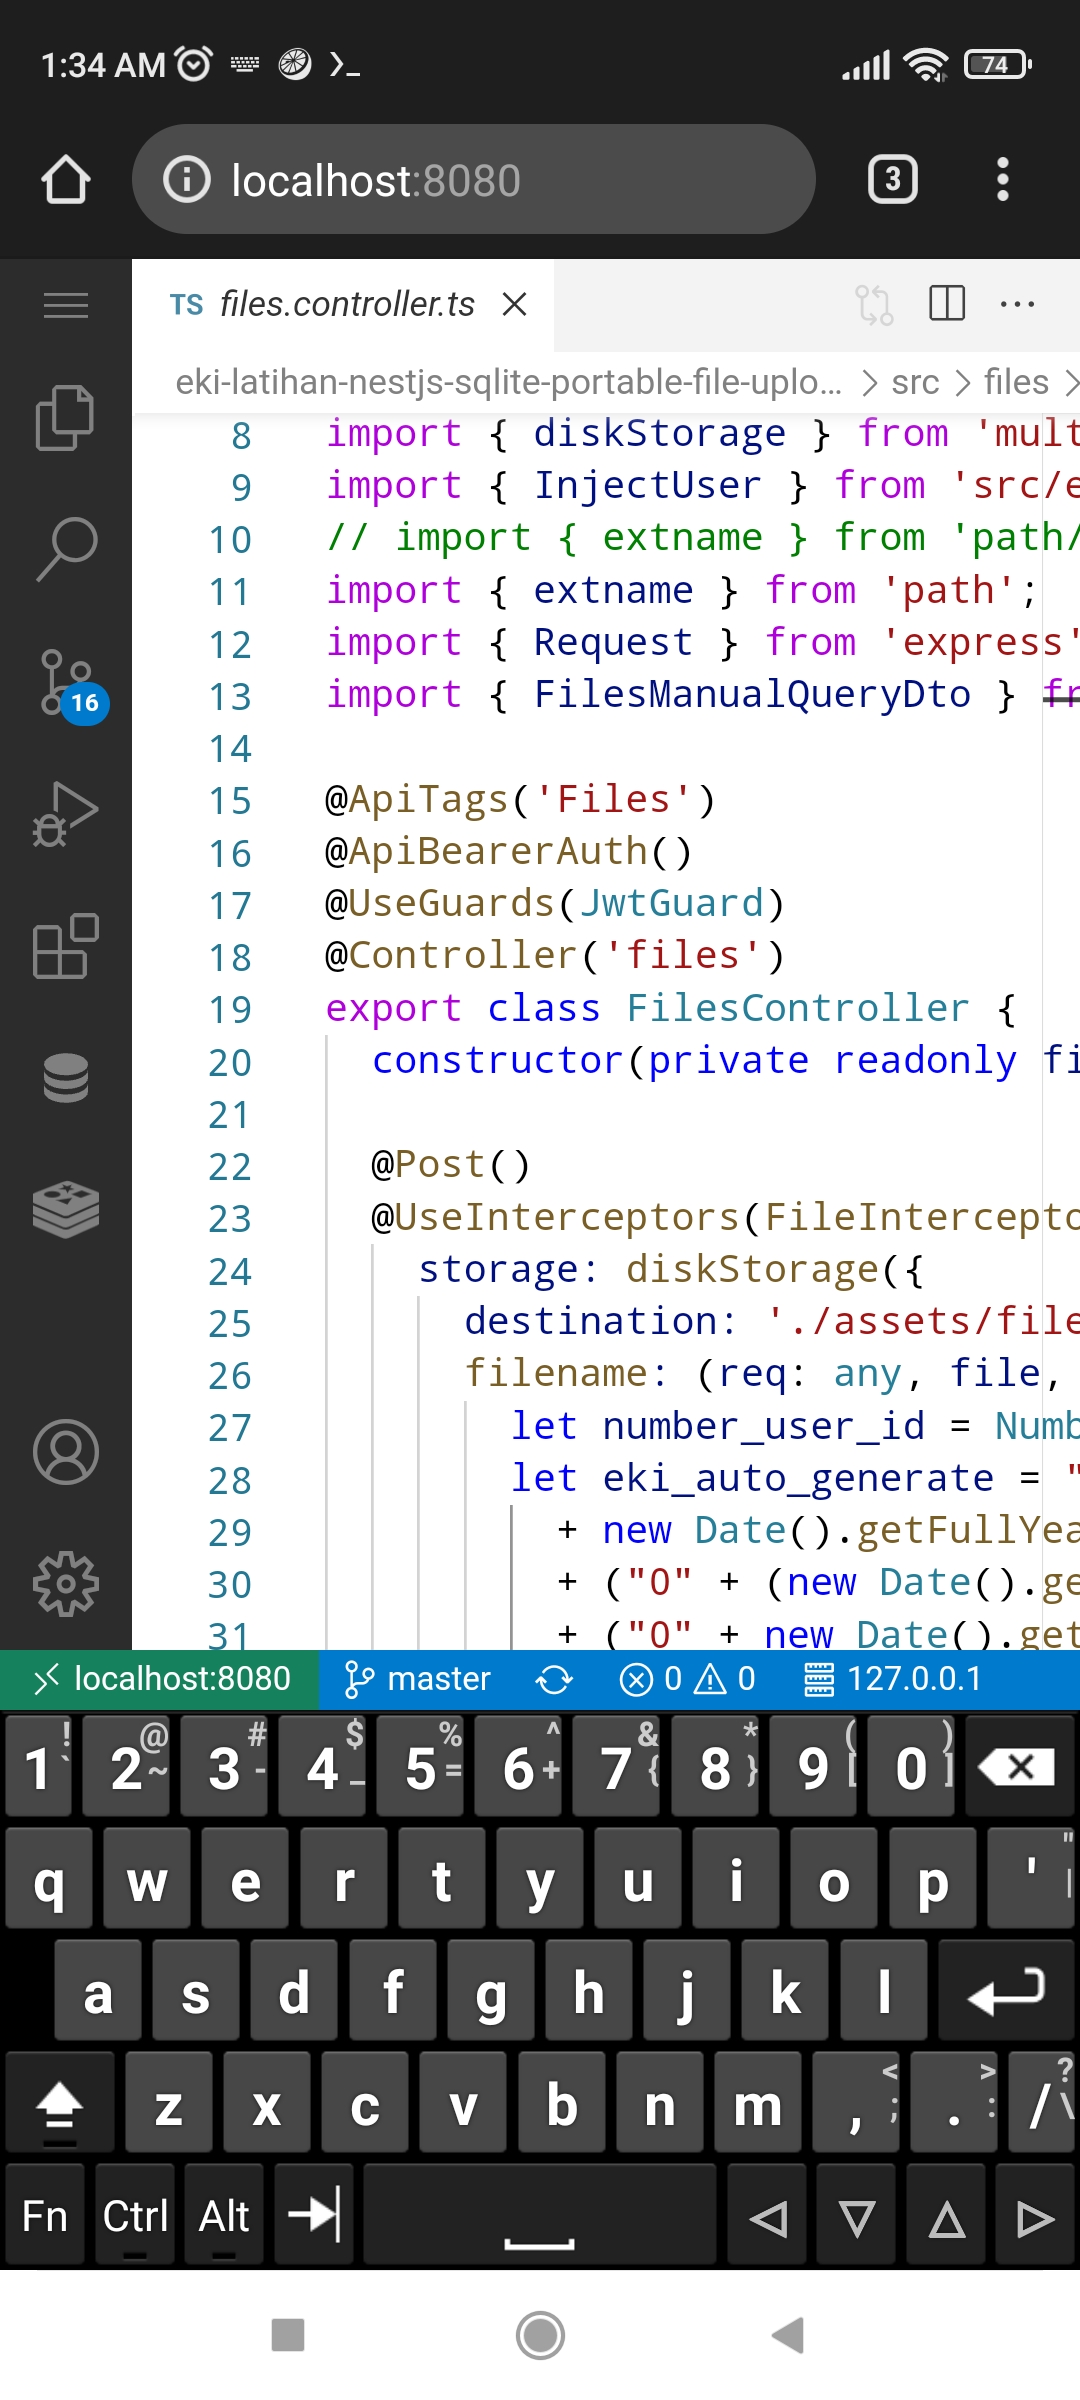 1:34 AM
74
localhost:8080
3
TS files.controller.ts
eki-latihan-nestjs-sqlite-portable-file-uplo... > src > files >
8 import { diskStorage } from 'mult
9 import { InjectUser } from 'src/e
10 // import { extname } from 'path/
11 import { extname } from 'path';
12 import { Request } from 'express'
13 import { FilesManualQueryDto } fr
14
15 @ApiTags('Files')
16 @ApiBearerAuth()
17 @UseGuards(JwtGuard)
18 @Controller('files')
19 export class FilesController {
20 constructor(private readonly fi
21
22 @Post()
23 @UseInterceptors(FileIntercepto
24 storage: diskStorage({
25 destination: './assets/file
26 filename: (req: any, file,
27 let number_user_id = Numb
28 let eki_auto_generate = "
29 + new Date().getFullYea
30 + ("0" + (new Date().ge
31 + ("0" + new Date().get
16
localhost:8080 master 0 0 127.0.0.1
! @ # $ % ^ & * ( )
1 2 3 4 5 6 7 8 9 0
` ~ - _ = + { } [ ]
q w e r t y u i o p ' " |
a s d f g h j k l
z x c v b n m , < ; . > : / ? \
Fn Ctrl Alt